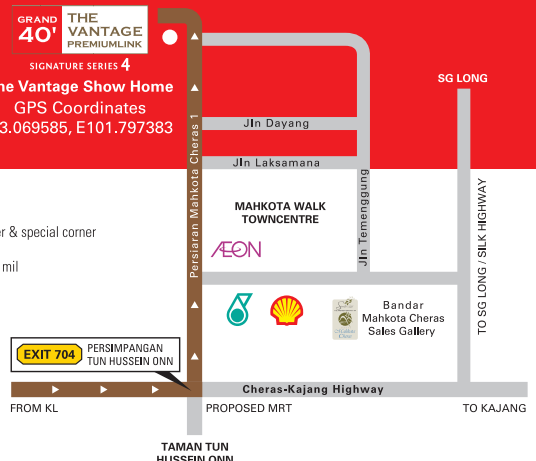 GRAND
40'
THE
VANTAGE
PREMIUMLINK
SIGNATURE SERIES 4
he Vantage Show Home
GPS Coordinates
3.069585, E101.797383
SG LONG
Jln Dayang
Jln Laksamana
Persiaran Mahkota Cheras 1
Jln Temenggung
TO SG LONG / SILK HIGHWAY
MAHKOTA WALK
TOWNCENTRE
r & special corner
ÆON
mil
Bandar
Mahkota Cheras
Sales Gallery
EXIT 704
PERSIMPANGAN
TUN HUSSEIN ONN
Cheras-Kajang Highway
FROM KL
PROPOSED MRT
TO KAJANG
TAMAN TUN
HUSSEIN ONN